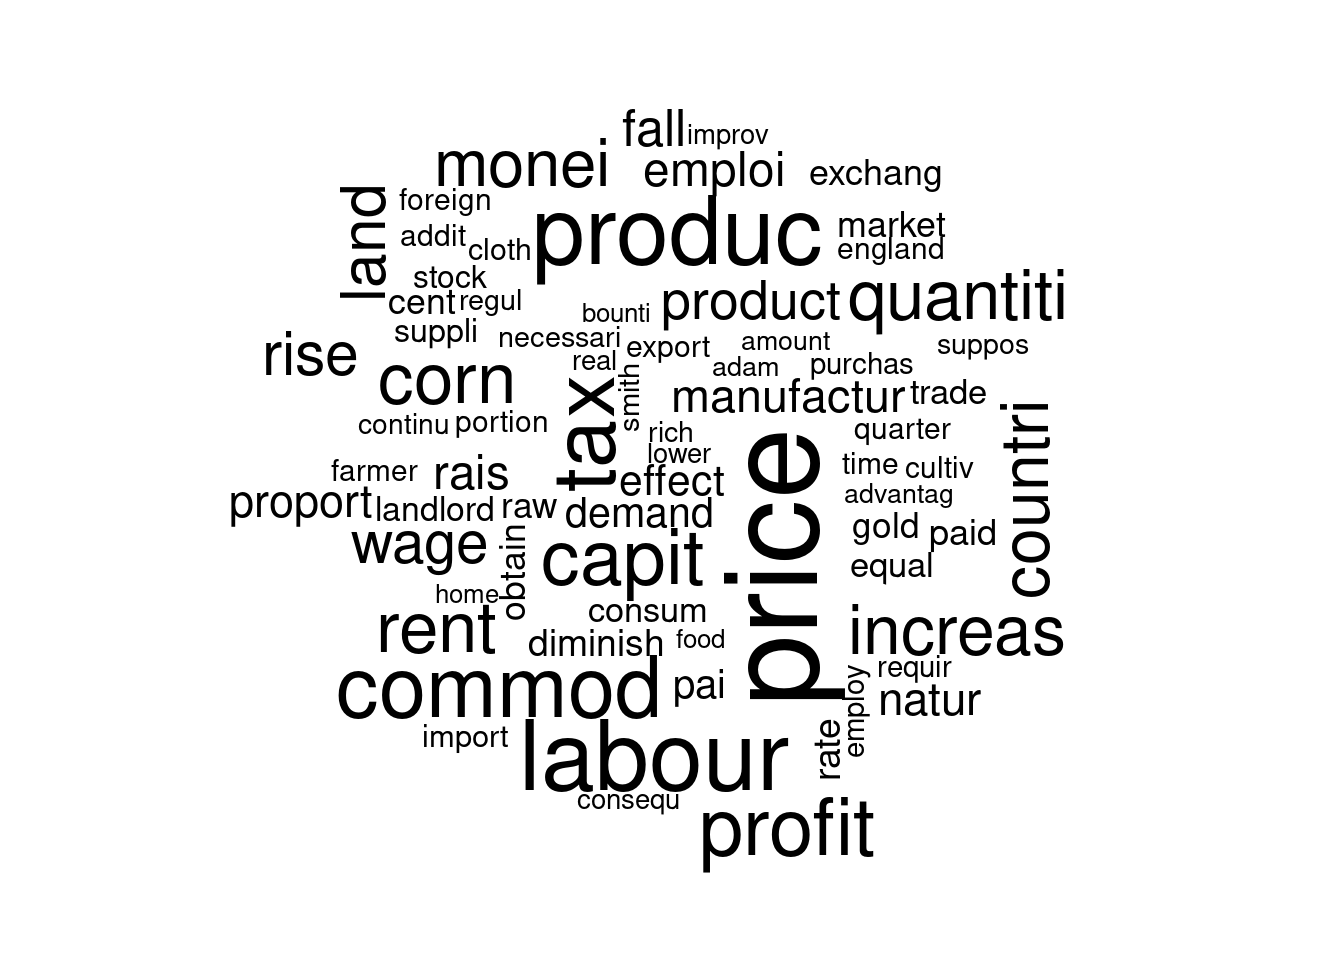 fall improv
monei emploi exchang
land foreign produc market
addit cloth england
stock
cent regul bounti product quantiti
suppli necessari export amount suppos
rise real adam purchas
corn tax smith manufactur trade countri
continu portion rich quarter
lower
farmer rais effect price time cultiv
proport landlord raw demand advantag
gold paid
wage obtain capit equal
home consum
rent diminish food increas
commod pai employ requir
natur
import labour rate
consequ
profit